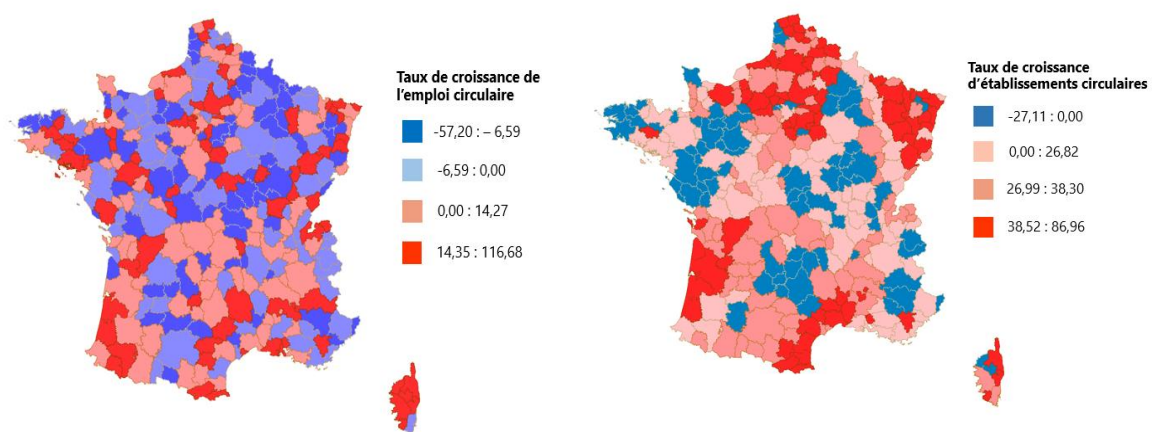 Taux de croissance de
l'emploi circulaire
-57,20 : – 6,59
-6,59 : 0,00
0,00 : 14,27
14,35 : 116,68
Taux de croissance
d'établissements circulaires
-27,11 : 0,00
0,00 : 26,82
26,99 : 38,30
38,52 : 86,96